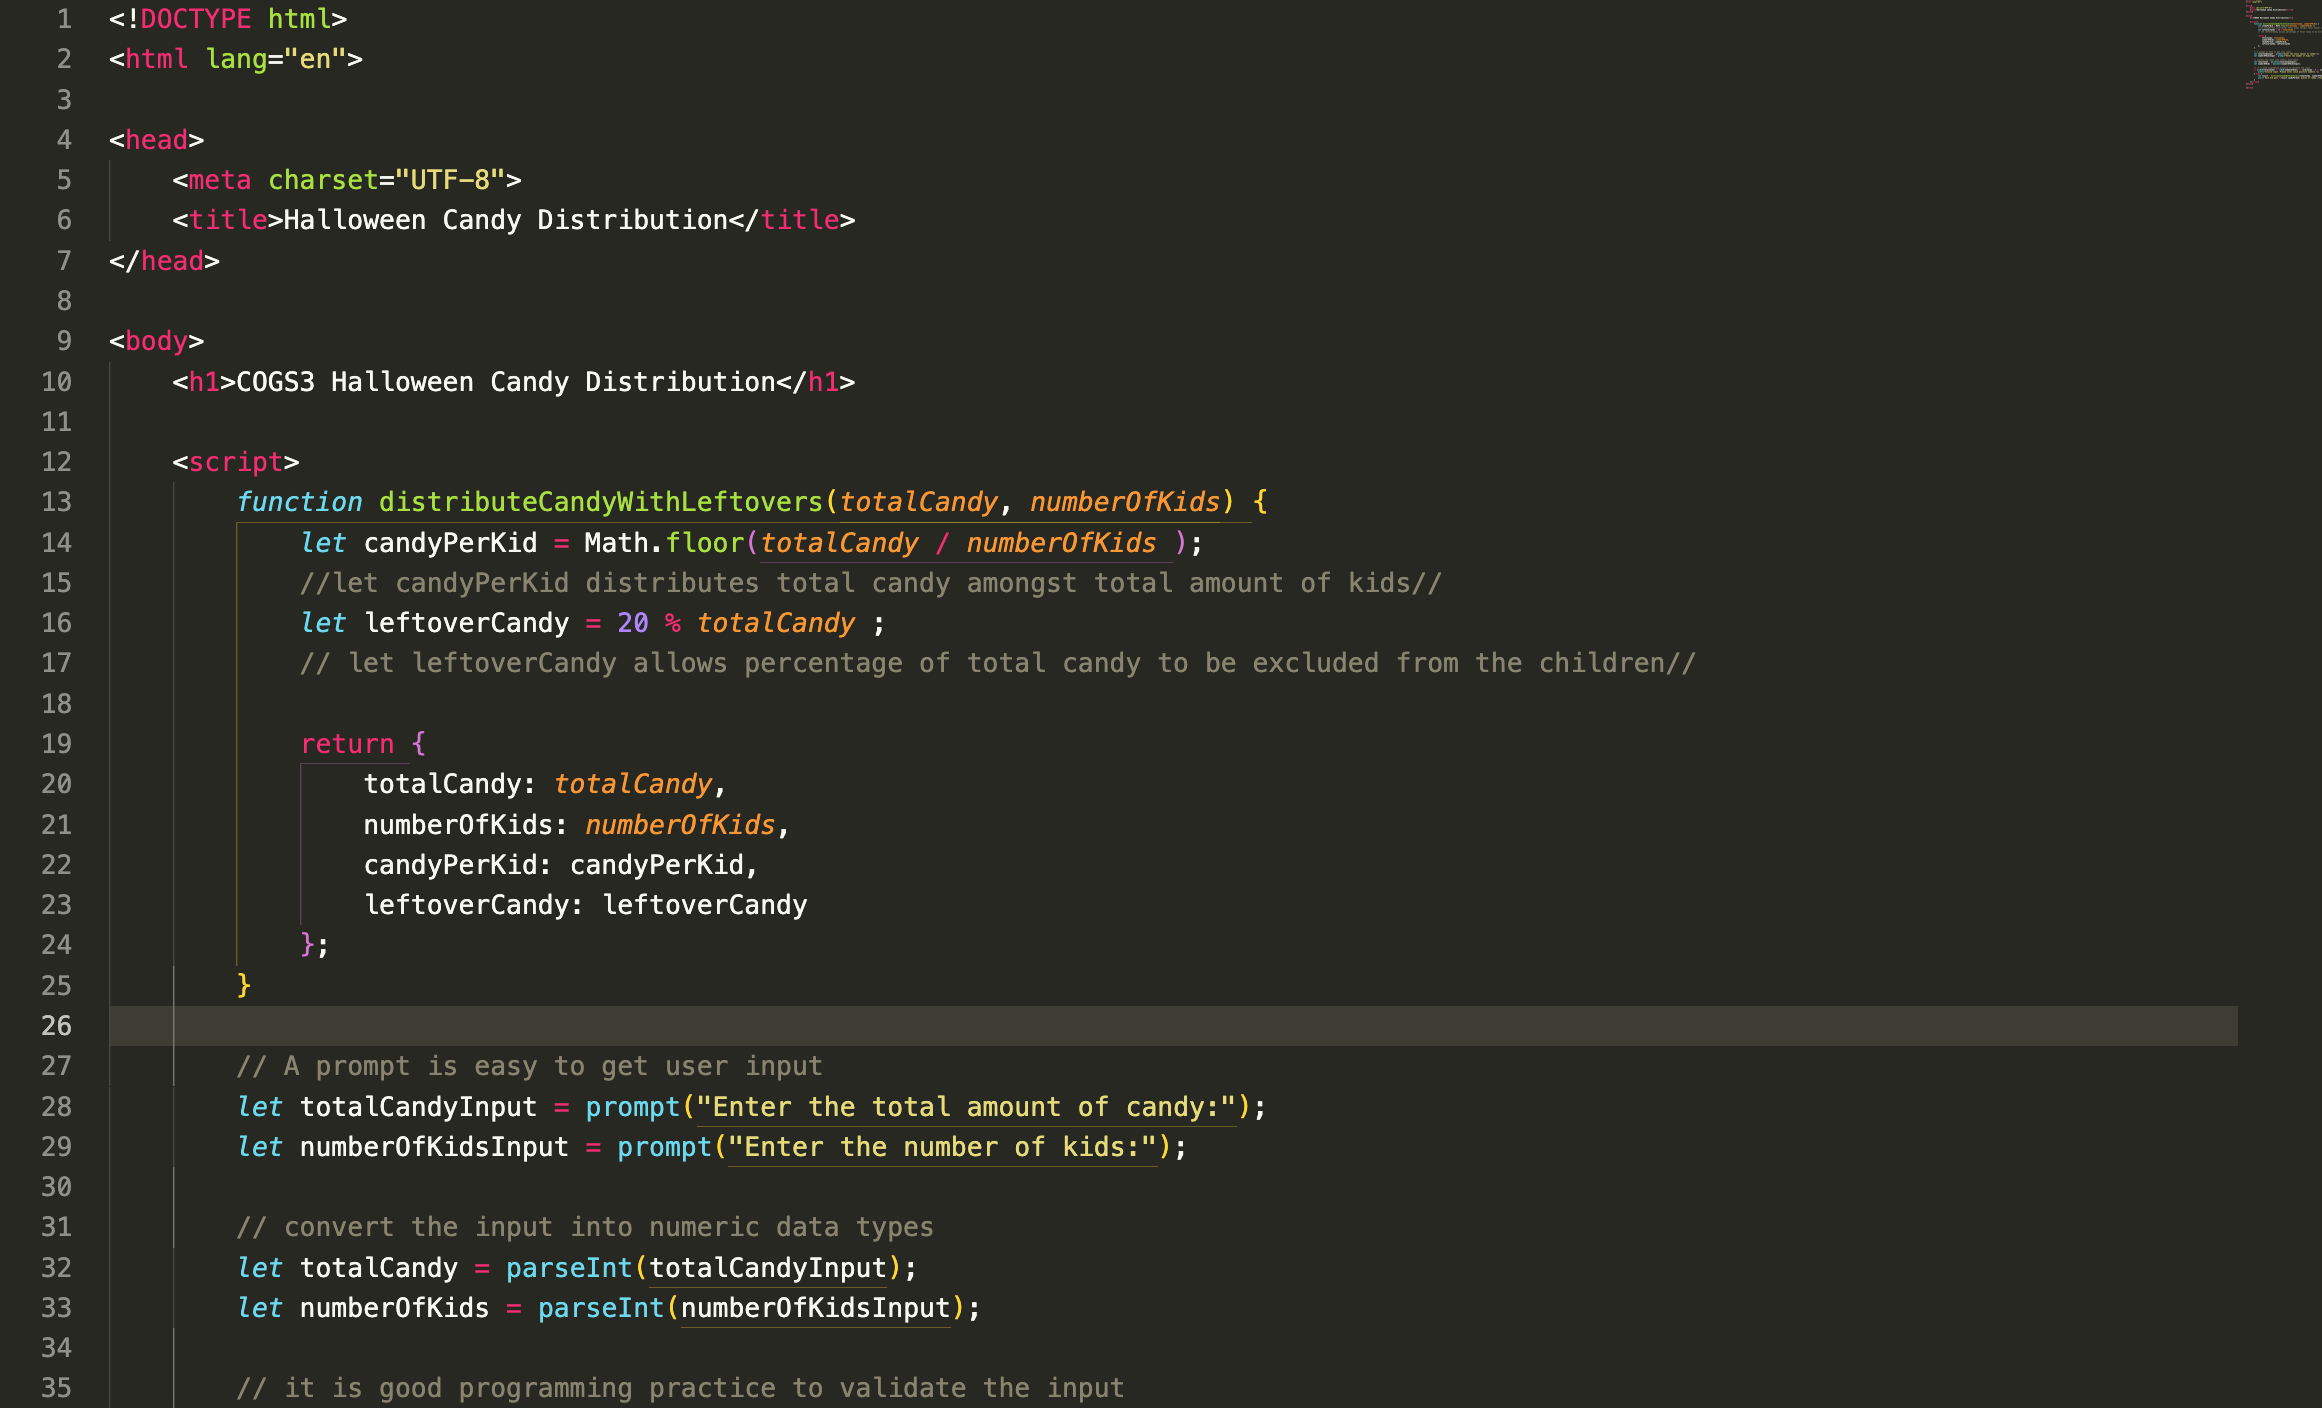 1 <!DOCTYPE html>
2 <html lang="en">
3
4 <head>
5     <meta charset="UTF-8">
6     <title>Halloween Candy Distribution</title>
7 </head>
8
9 <body>
10     <h1>COGS3 Halloween Candy Distribution</h1>
11
12     <script>
13         function distributeCandyWithLeftovers(totalCandy, numberOfKids) {
14             let candyPerKid = Math.floor(totalCandy / numberOfKids );
15             //let candyPerKid distributes total candy amongst total amount of kids//
16             let leftoverCandy = 20 % totalCandy ;
17             // let leftoverCandy allows percentage of total candy to be excluded from the children//
18
19             return {
20                 totalCandy: totalCandy,
21                 numberOfKids: numberOfKids,
22                 candyPerKid: candyPerKid,
23                 leftoverCandy: leftoverCandy
24             };
25         }
26
27         // A prompt is easy to get user input
28         let totalCandyInput = prompt("Enter the total amount of candy:");
29         let numberOfKidsInput = prompt("Enter the number of kids:");
30
31         // convert the input into numeric data types
32         let totalCandy = parseInt(totalCandyInput);
33         let numberOfKids = parseInt(numberOfKidsInput);
34
35         // it is good programming practice to validate the input